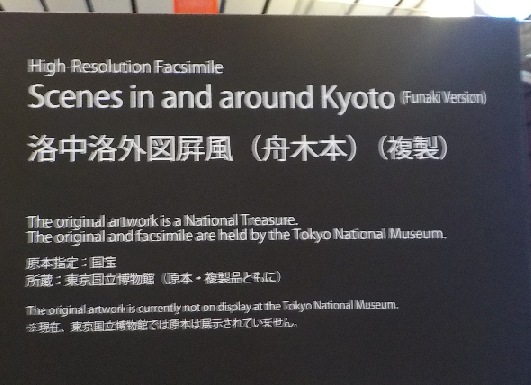 High Resolution Facsimile
Scenes in and around Kyoto (Funaki Version)
洛中洛外図屏風（舟木本）（複製）
The original artwork is a National Treasure.
The original and facsimile are held by the Tokyo National Museum.
原本指定：国宝
所蔵：東京国立博物館（原本・複製品ともに）
The original artwork is currently not on display at the Tokyo National Museum.
※現在、東京国立博物館では原本は展示されていません。